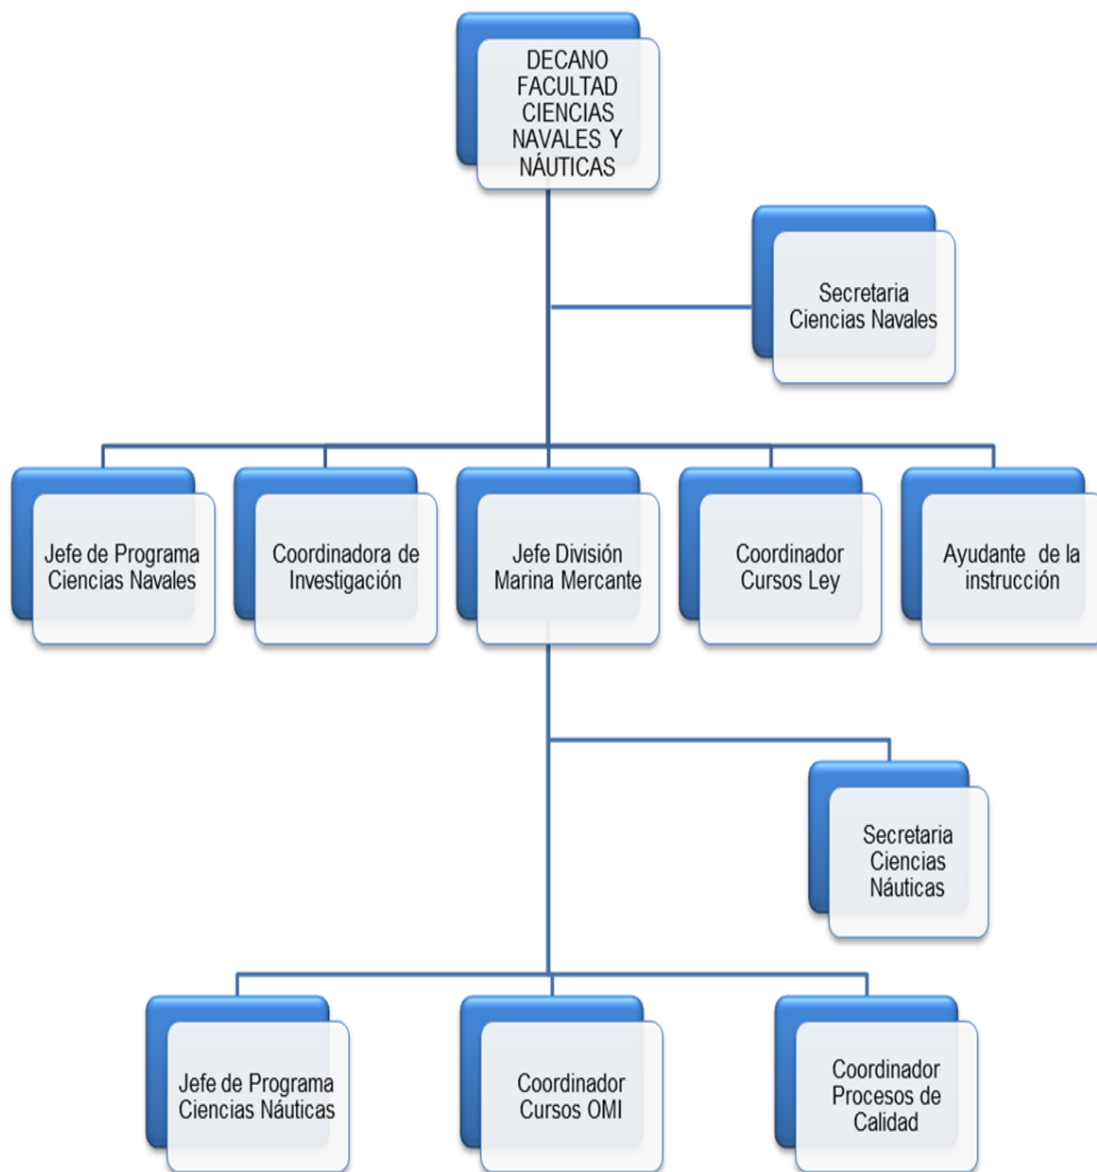 DECANO
FACULTAD
CIENCIAS
NAVALES Y
NÁUTICAS
Secretaria
Ciencias Navales
Jefe de Programa
Ciencias Navales
Coordinadora de
Investigación
Jefe División
Marina Mercante
Coordinador
Cursos Ley
Ayudante de la
instrucción
Secretaria
Ciencias
Náuticas
Jefe de Programa
Ciencias Náuticas
Coordinador
Cursos OMI
Coordinador
Procesos de
Calidad